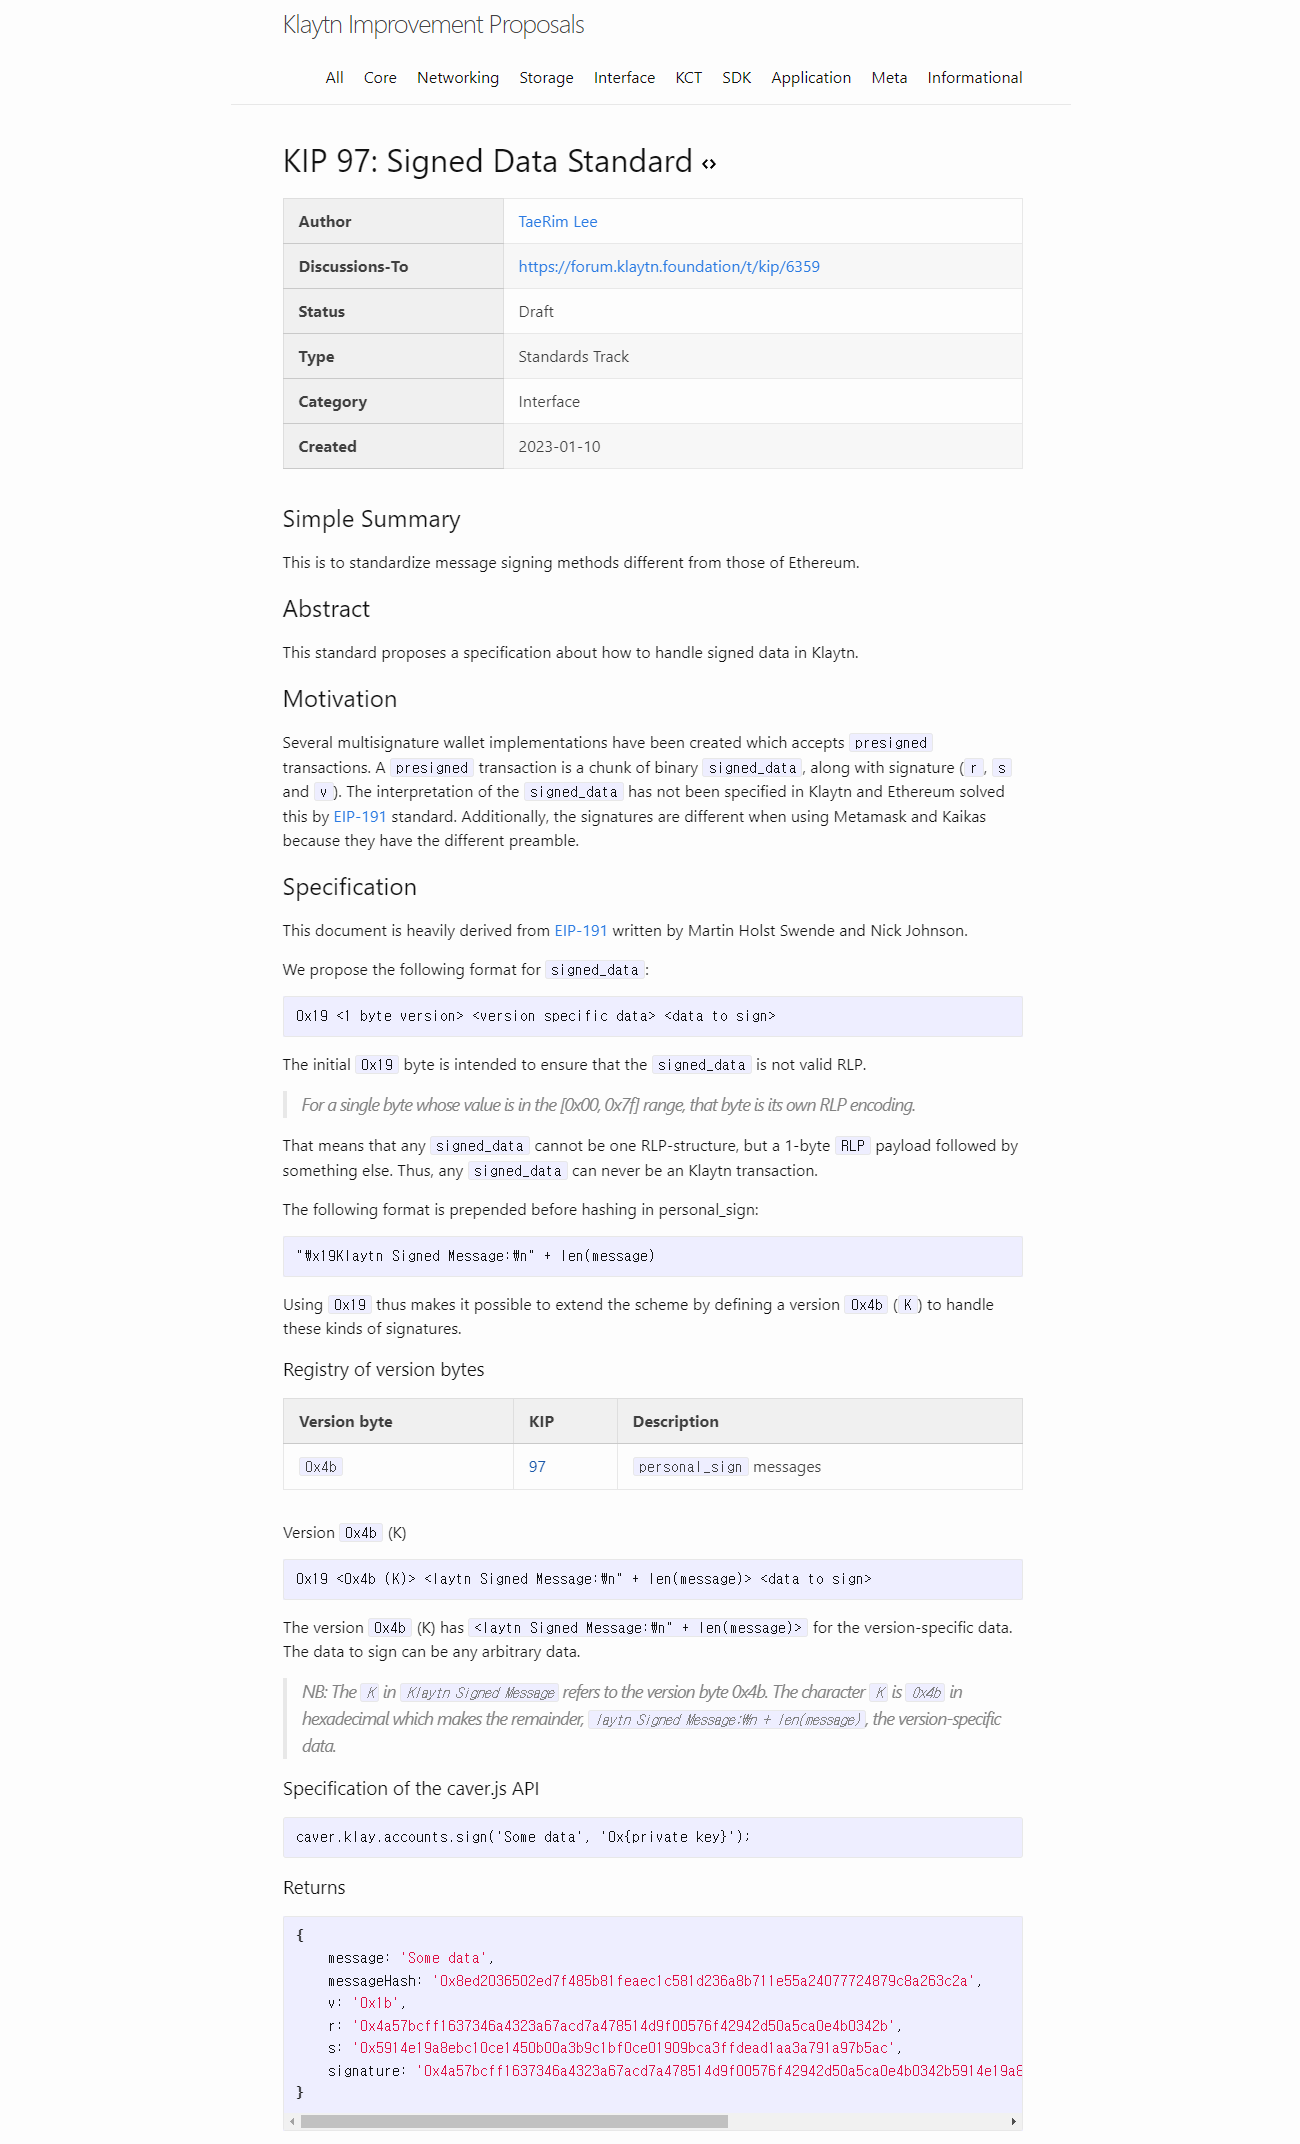 Klaytn Improvement Proposals
All Core Networking Storage Interface KCT SDK Application Meta Informational
KIP 97: Signed Data Standard <>
Author TaeRim Lee
Discussions-To https://forum.klaytn.foundation/t/kip/6359
Status Draft
Type Standards Track
Category Interface
Created 2023-01-10
Simple Summary
This is to standardize message signing methods different from those of Ethereum.
Abstract
This standard proposes a specification about how to handle signed data in Klaytn.
Motivation
Several multisignature wallet implementations have been created which accepts presigned
transactions. A presigned transaction is a chunk of binary signed_data, along with signature (r, s
and v). The interpretation of the signed_data has not been specified in Klaytn and Ethereum solved
this by EIP-191 standard. Additionally, the signatures are different when using Metamask and Kaikas
because they have the different preamble.
Specification
This document is heavily derived from EIP-191 written by Martin Holst Swende and Nick Johnson.
We propose the following format for signed_data:
0x19 <1 byte version> <version specific data> <data to sign>
The initial 0x19 byte is intended to ensure that the signed_data is not valid RLP.
For a single byte whose value is in the [0x00, 0x7f] range, that byte is its own RLP encoding.
That means that any signed_data cannot be one RLP-structure, but a 1-byte RLP payload followed by
something else. Thus, any signed_data can never be an Klaytn transaction.
The following format is prepended before hashing in personal_sign:
"₩x19Klaytn Signed Message:₩n" + len(message)
Using 0x19 thus makes it possible to extend the scheme by defining a version 0x4b (K) to handle
these kinds of signatures.
Registry of version bytes
Version byte KIP Description
0x4b 97 personal_sign messages
Version 0x4b (K)
0x19 <0x4b (K)> <laytn Signed Message:₩n" + len(message)> <data to sign>
The version 0x4b (K) has <laytn Signed Message:₩n" + len(message)> for the version-specific data.
The data to sign can be any arbitrary data.
NB: The K in Klaytn Signed Message refers to the version byte 0x4b. The character K is 0x4b in
hexadecimal which makes the remainder, laytn Signed Message:₩n + len(message), the version-specific
data.
Specification of the caver.js API
caver.klay.accounts.sign('Some data', '0x{private key}');
Returns
{
message: 'Some data',
messageHash: '0x8ed2036502ed7f485b81feaec1c581d236a8b711e55a24077724879c8a263c2a',
v: '0x1b',
r: '0x4a57bcff1637346a4323a67acd7a478514d9f00576f42942d50a5ca0e4b0342b',
s: '0x5914e19a8ebc10ce1450b00a3b9c1bf0ce01909bca3ffdead1aa3a791a97b5ac',
signature: '0x4a57bcff1637346a4323a67acd7a478514d9f00576f42942d50a5ca0e4b0342b5914e19a8
}